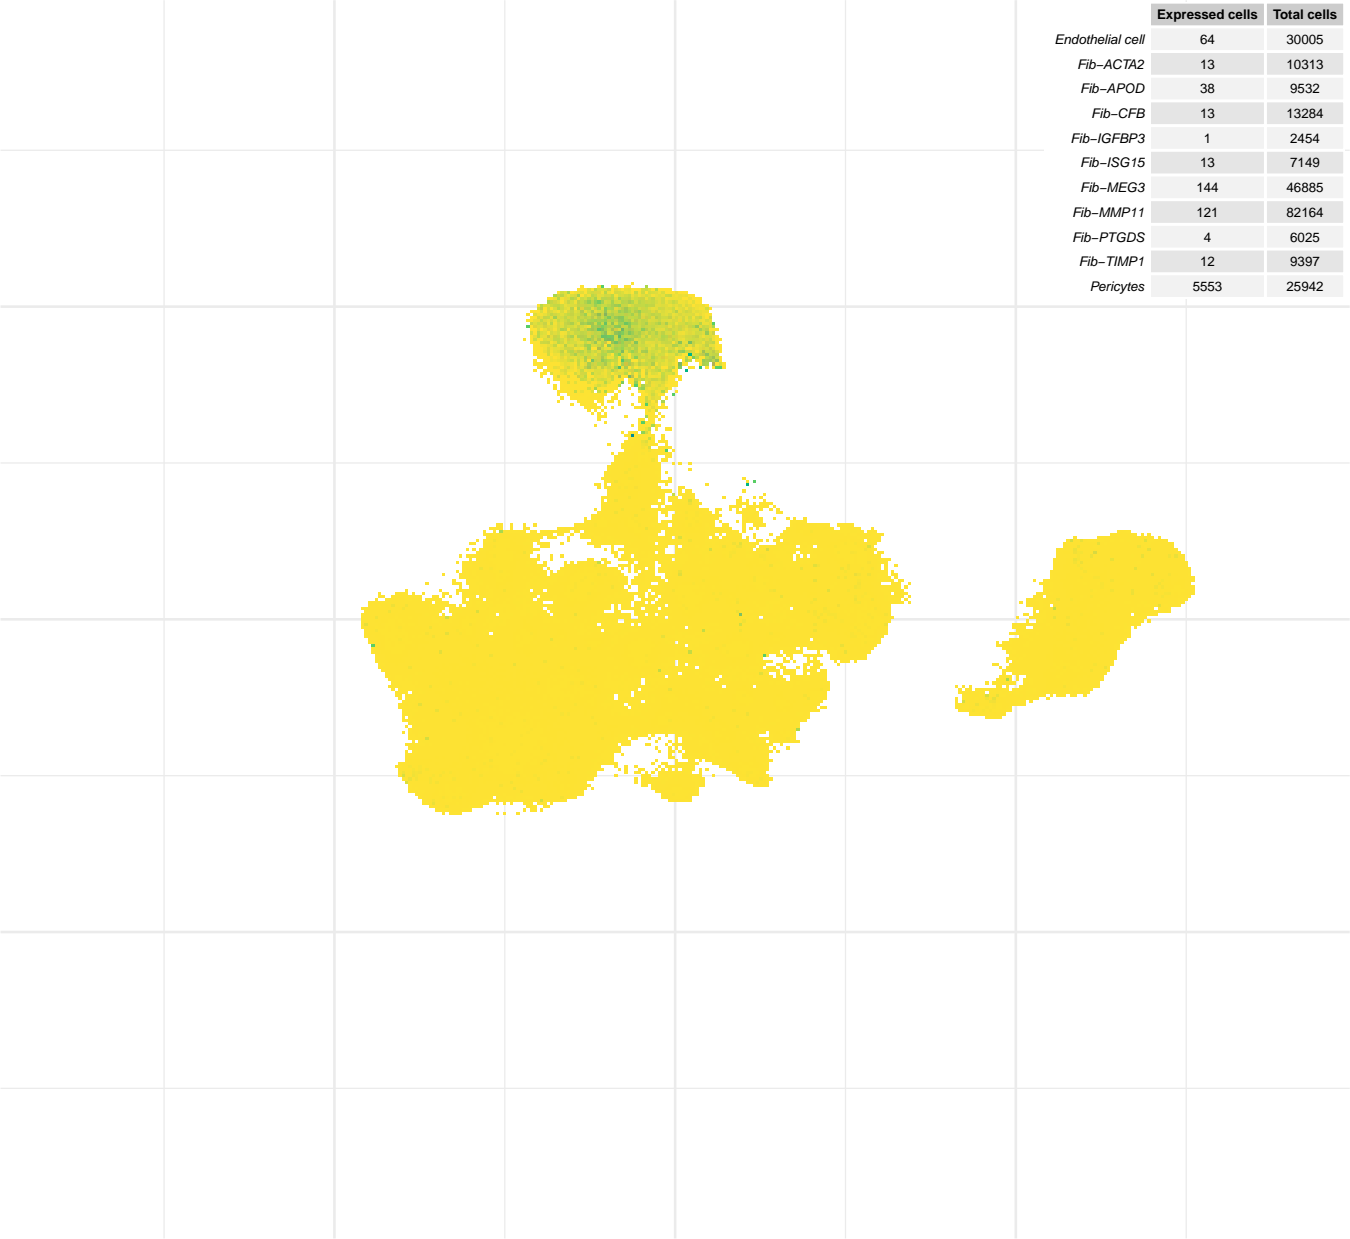 Expressed cells Total cells
Endothelial cell 64 30005
Fib−ACTA2 13 10313
Fib−APOD 38 9532
Fib−CFB 13 13284
Fib−IGFBP3 1 2454
Fib−ISG15 13 7149
Fib−MEG3 144 46885
Fib−MMP11 121 82164
Fib−PTGDS 4 6025
Fib−TIMP1 12 9397
Pericytes 5553 25942